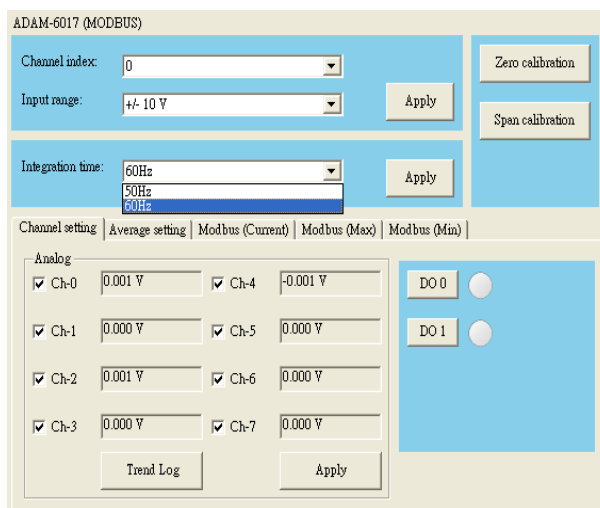 ADAM-6017 (MODBUS)
Channel index: 0
Input range: +/- 10 V
Apply
Zero calibration
Span calibration
Integration time: 60Hz
50Hz
60Hz
Apply
Channel setting Average setting Modbus (Current) Modbus (Max) Modbus (Min)
Analog
Ch-0 0.001 V Ch-4 -0.001 V
DO 0
Ch-1 0.000 V Ch-5 0.000 V
DO 1
Ch-2 0.001 V Ch-6 0.000 V
Ch-3 0.000 V Ch-7 0.000 V
Trend Log Apply